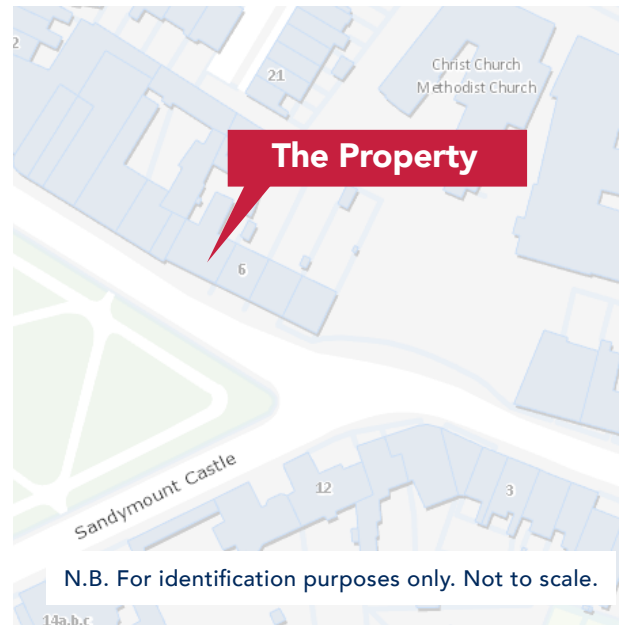 2
21
Christ Church
Methodist Church
The Property
6
Sandymount Castle
12
3
N.B. For identification purposes only. Not to scale.
14a,b,c